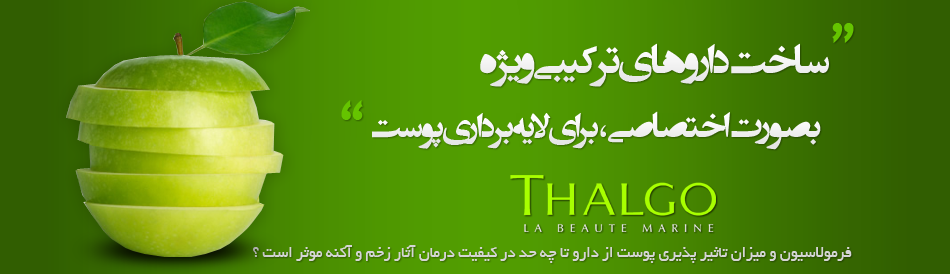 ” ساخت داروهای ترکیبی ویژه
بصورت اختصاصی، برای لایه برداری پوست “
THALGO
LA BEAUTE MARINE
فرمولاسیون و میزان تاثیر پذیری پوست از دارو تا چه حد در کیفیت درمان آثار زخم و آکنه موثر است ؟